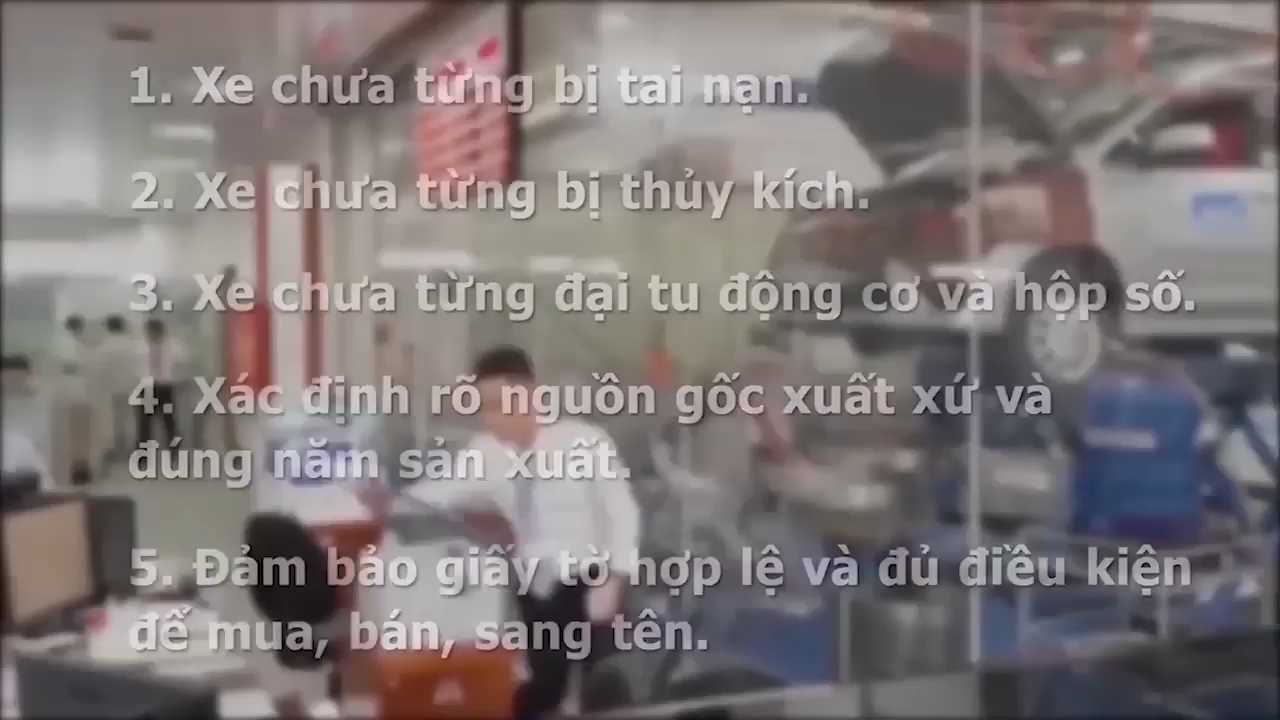 1. Xe chưa từng bị tai nạn.
2. Xe chưa từng bị thủy kích.
3. Xe chưa từng đại tu động cơ và hộp số.
4. Xác định rõ nguồn gốc xuất xứ và
đúng năm sản xuất.
5. Đảm bảo giấy tờ hợp lệ và đủ điều kiện
để mua, bán, sang tên.